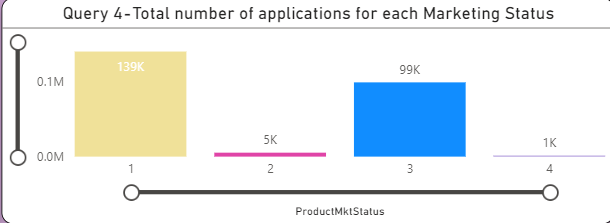 Query 4-Total number of applications for each Marketing Status
139K
99K
0.1M
5K
1K
0.0M
1 2 3 4
ProductMktStatus